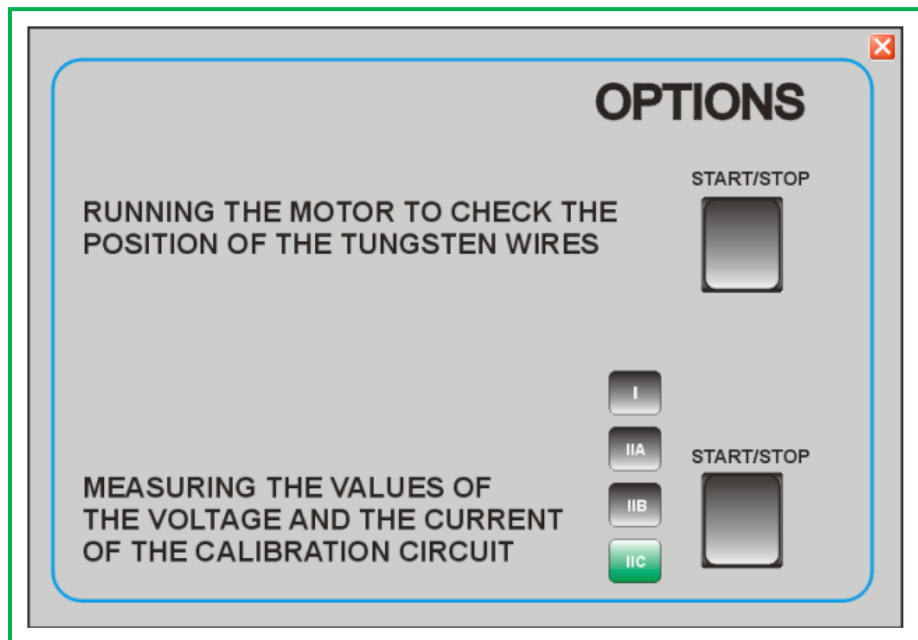 OPTIONS
START/STOP
RUNNING THE MOTOR TO CHECK THE
POSITION OF THE TUNGSTEN WIRES
I
IIA
START/STOP
MEASURING THE VALUES OF
THE VOLTAGE AND THE CURRENT
OF THE CALIBRATION CIRCUIT
IIB
IIC